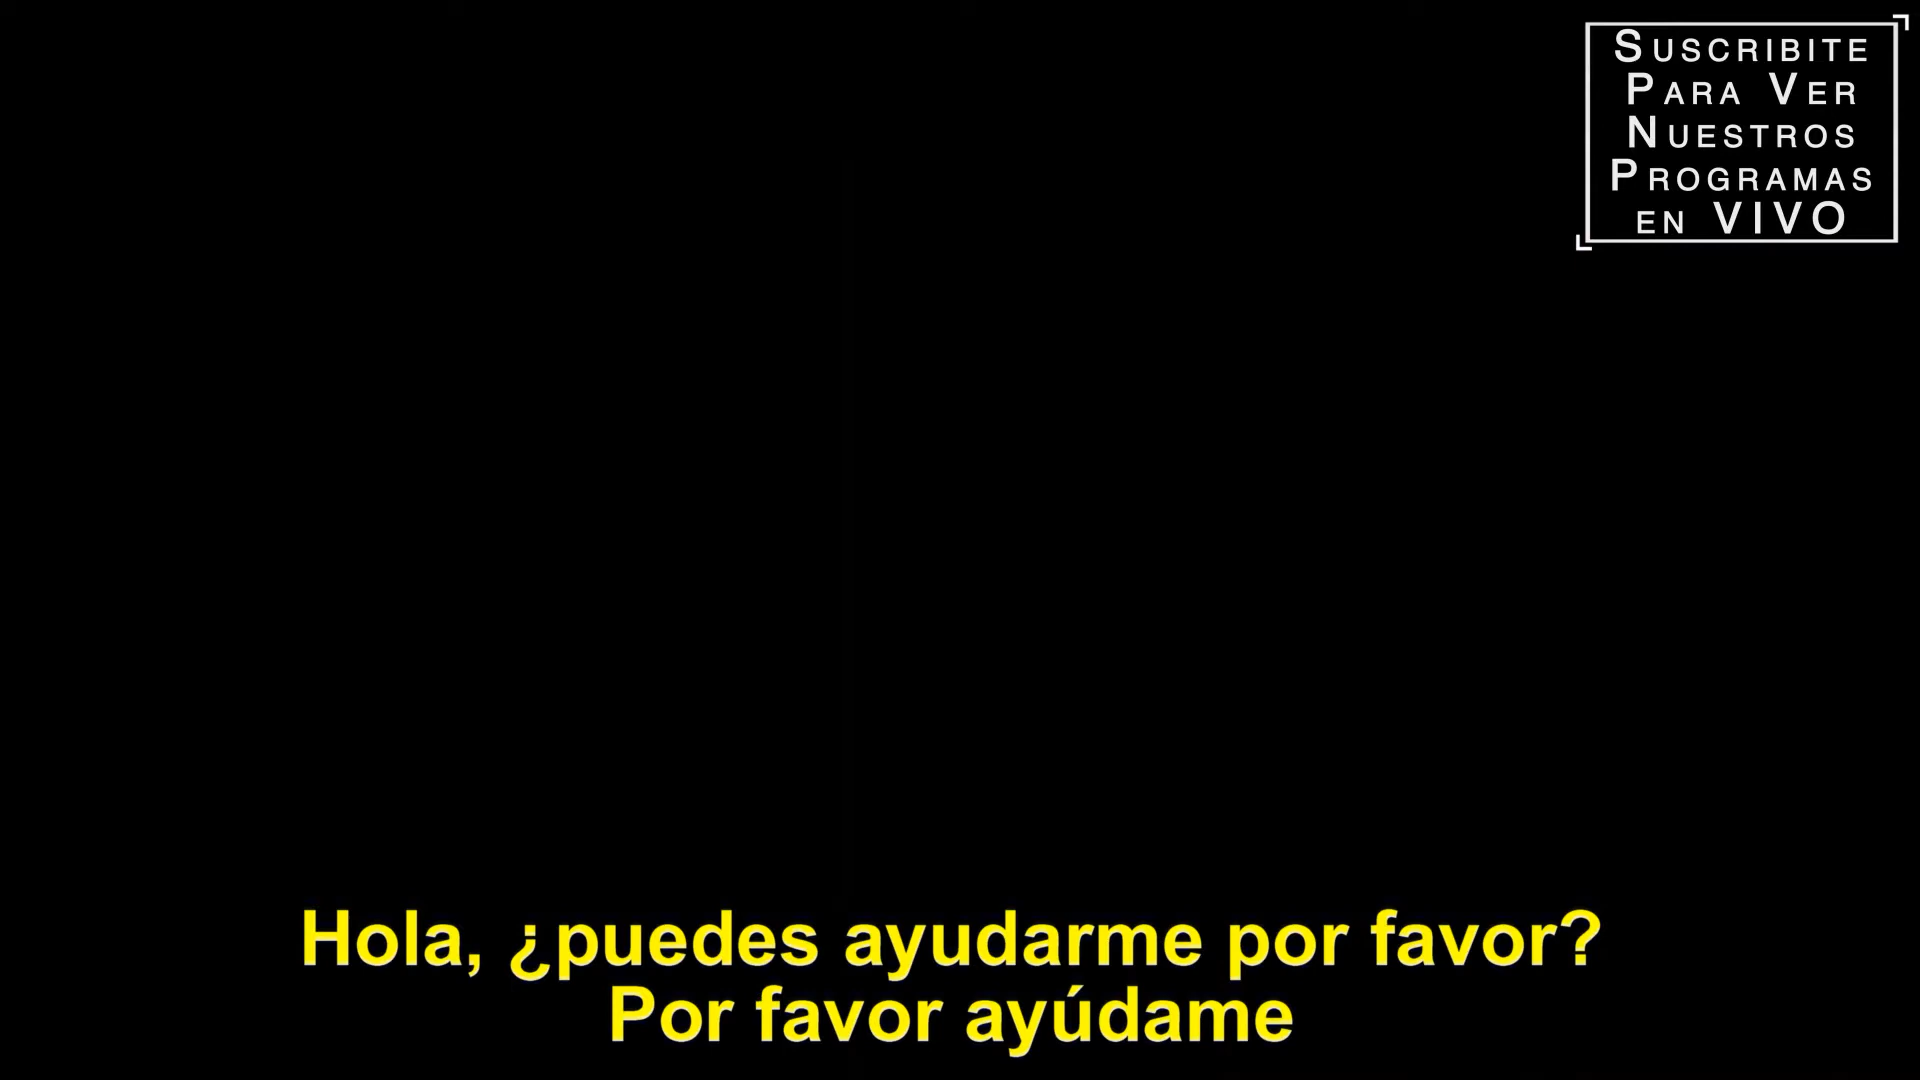 Suscribite
Para Ver
Nuestros
Programas
en VIVO
Hola, ¿puedes ayudarme por favor?
Por favor ayúdame